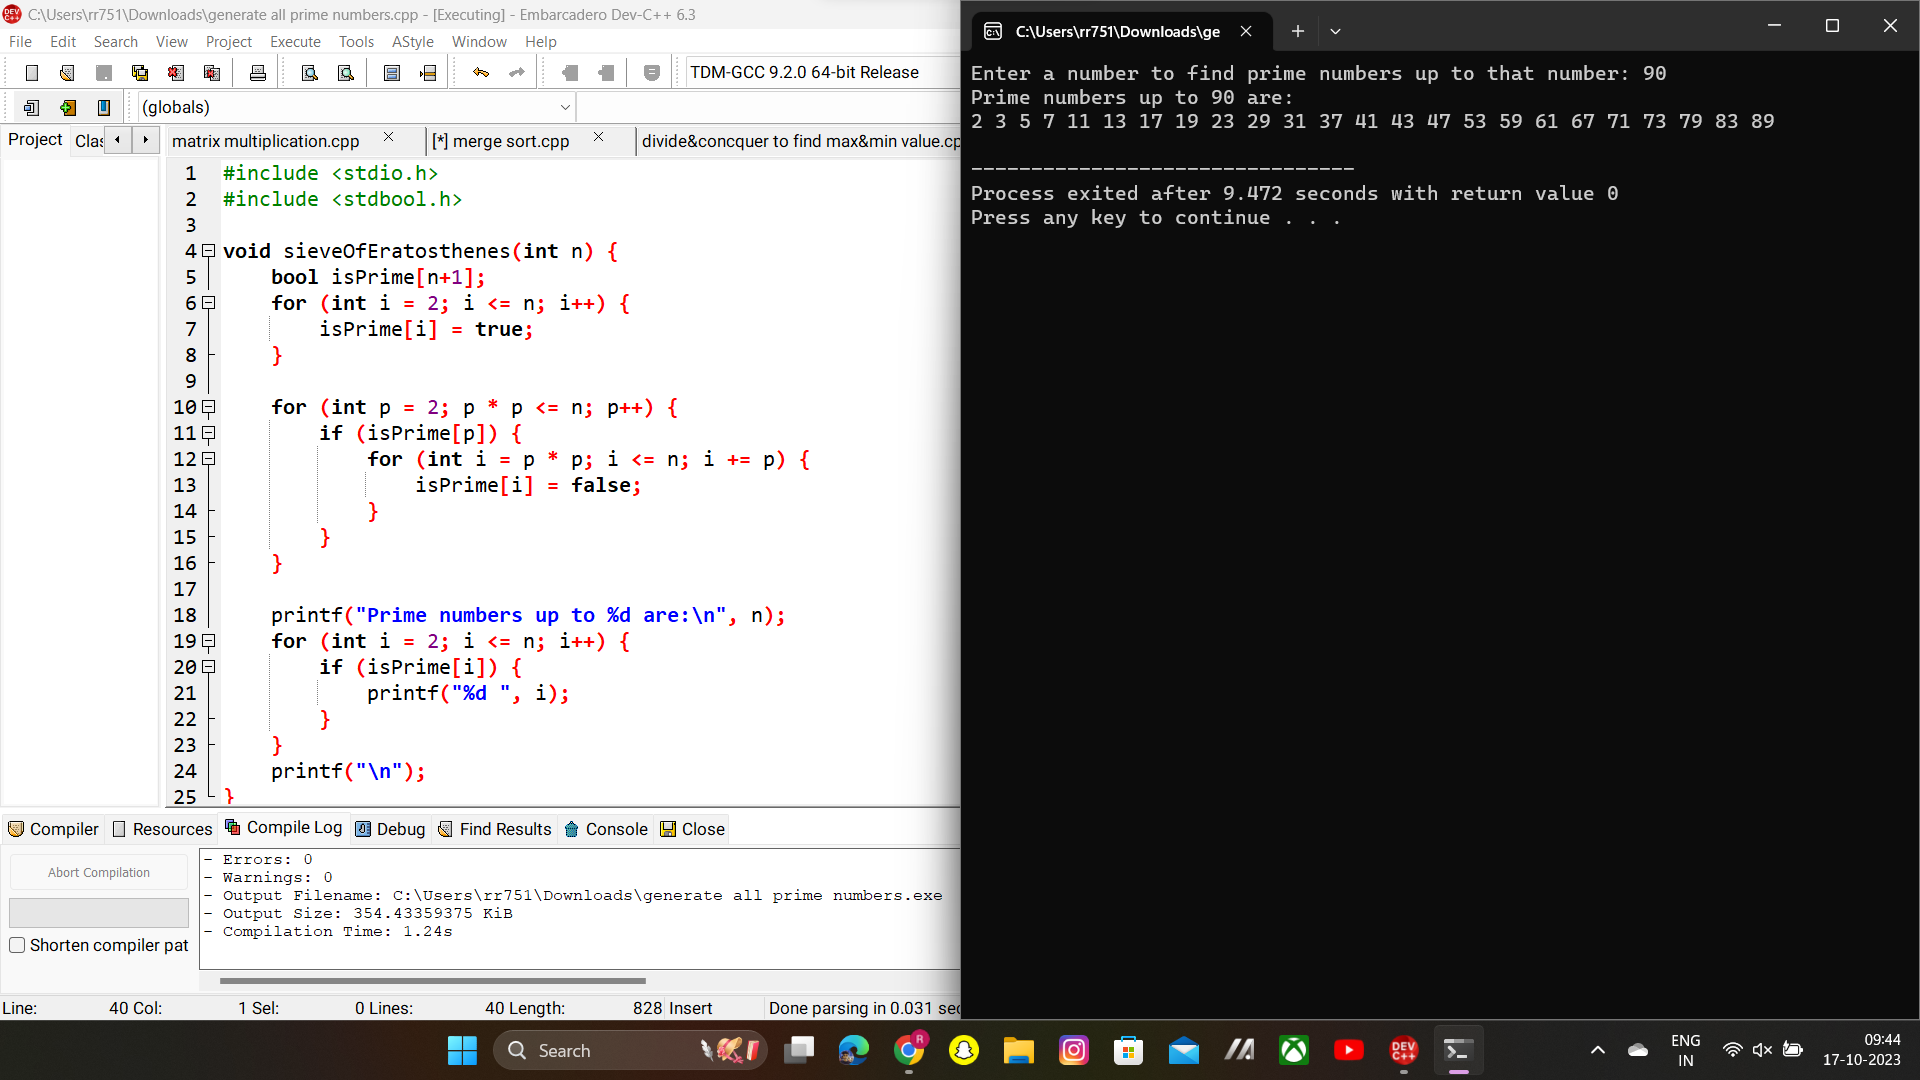 C:\Users\rr751\Downloads\generate all prime numbers.cpp - [Executing] - Embarcadero Dev-C++ 6.3
File Edit Search View Project Execute Tools AStyle Window Help
TDM-GCC 9.2.0 64-bit Release
(globals)
Project Clas matrix multiplication.cpp [*] merge sort.cpp divide&concquer to find max&min value.cp
1 #include <stdio.h>
2 #include <stdbool.h>
3
4 void sieveOfEratosthenes(int n) {
5 bool isPrime[n+1];
6 for (int i = 2; i <= n; i++) {
7 isPrime[i] = true;
8 }
9
10 for (int p = 2; p * p <= n; p++) {
11 if (isPrime[p]) {
12 for (int i = p * p; i <= n; i += p) {
13 isPrime[i] = false;
14 }
15 }
16 }
17
18 printf("Prime numbers up to %d are:\n", n);
19 for (int i = 2; i <= n; i++) {
20 if (isPrime[i]) {
21 printf("%d ", i);
22 }
23 }
24 printf("\n");
25 }
Compiler Resources Compile Log Debug Find Results Console Close
Abort Compilation
Shorten compiler pat
- Errors: 0
- Warnings: 0
- Output Filename: C:\Users\rr751\Downloads\generate all prime numbers.exe
- Output Size: 354.43359375 KiB
- Compilation Time: 1.24s
Line: 40 Col: 1 Sel: 0 Lines: 40 Length: 828 Insert Done parsing in 0.031 sec
C:\Users\rr751\Downloads\ge
Enter a number to find prime numbers up to that number: 90
Prime numbers up to 90 are:
2 3 5 7 11 13 17 19 23 29 31 37 41 43 47 53 59 61 67 71 73 79 83 89
--------------------------------
Process exited after 9.472 seconds with return value 0
Press any key to continue . . .
Search
R
DEV C++
ENG
IN
09:44
17-10-2023